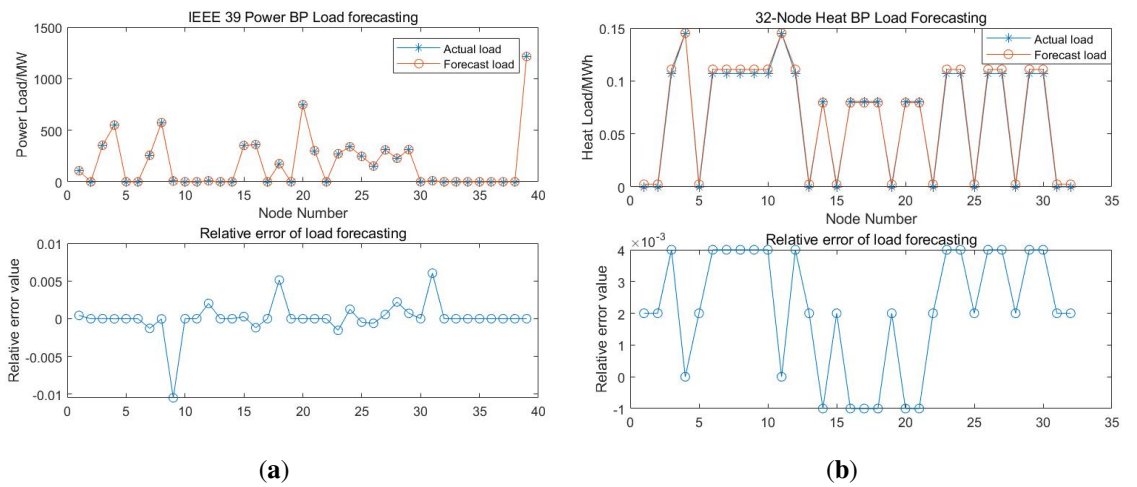 IEEE 39 Power BP Load forecasting
Power Load/MW
1500
1000
500
0
Actual load
Forecast load
0 5 10 15 20 25 30 35 40
Node Number
Relative error of load forecasting
Relative error value
0.01
0.005
0
-0.005
-0.01
0 5 10 15 20 25 30 35 40
(a)
32-Node Heat BP Load Forecasting
Heat Load/MWh
0.15
0.1
0.05
0
Actual load
Forecast load
0 5 10 15 20 25 30 35
Node Number
Relative error of load forecasting
×10⁻³
Relative error value
4
3
2
1
0
-1
0 5 10 15 20 25 30 35
(b)